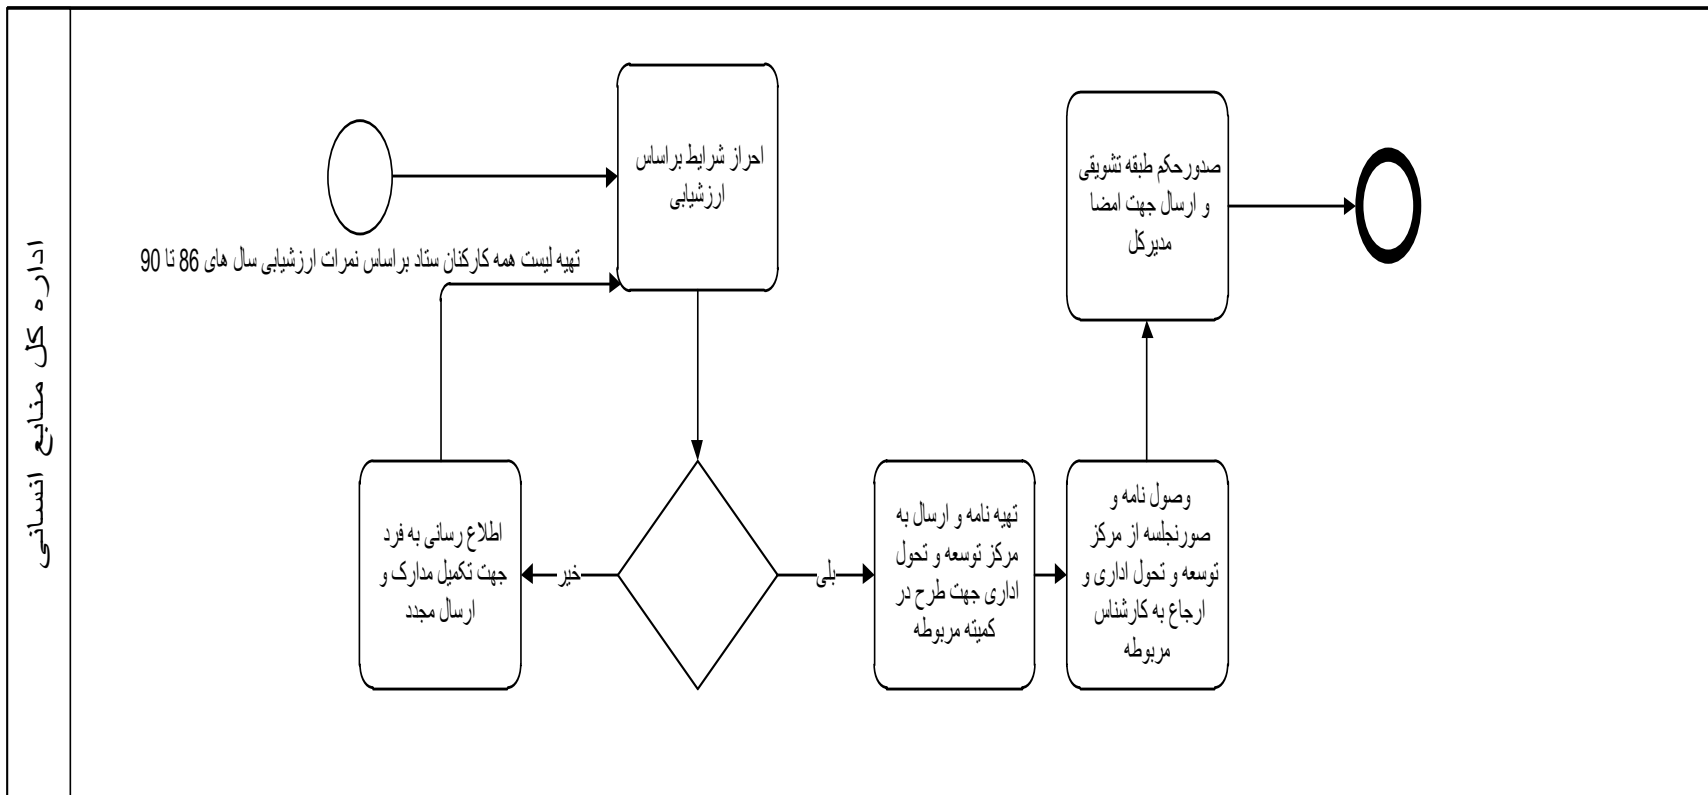 اداره کل منابع انسانی
احراز شرایط براساس
ارزشیابی
تهیه لیست همه کارکنان ستاد براساس نمرات ارزشیابی سال های 86 تا 90
صدورحکم طبقه تشویقی
و ارسال جهت امضا
مدیرکل
اطلاع رسانی به فرد
جهت تکمیل مدارک و
ارسال مجدد
خیر
بلی
تهیه نامه و ارسال به
مرکز توسعه و تحول
اداری جهت طرح در
کمیته مربوطه
وصول نامه و
صورنجلسه از مرکز
توسعه و تحول اداری و
ارجاع به کارشناس
مربوطه